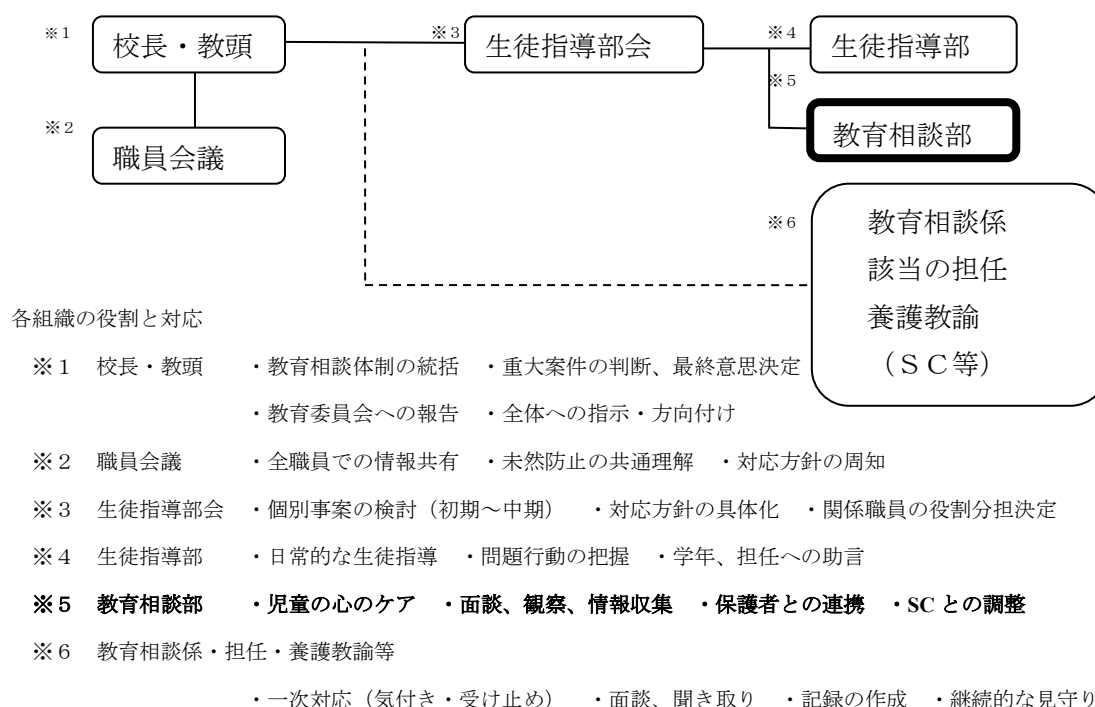 ※1 校長・教頭 ※3 生徒指導部会 ※4 生徒指導部
※5
※2 職員会議 教育相談部
※6 教育相談係
該当の担任
養護教諭
（ＳＣ等）
各組織の役割と対応
※１ 校長・教頭 ・教育相談体制の統括 ・重大案件の判断、最終意思決定
・教育委員会への報告 ・全体への指示・方向付け
※２ 職員会議 ・全職員での情報共有 ・未然防止の共通理解 ・対応方針の周知
※３ 生徒指導部会 ・個別事案の検討（初期～中期） ・対応方針の具体化 ・関係職員の役割分担決定
※４ 生徒指導部 ・日常的な生徒指導 ・問題行動の把握 ・学年、担任への助言
※５ 教育相談部 ・児童の心のケア ・面談、観察、情報収集 ・保護者との連携 ・SC との調整
※６ 教育相談係・担任・養護教諭等
・一次対応（気付き・受け止め） ・面談、聞き取り ・記録の作成 ・継続的な見守り